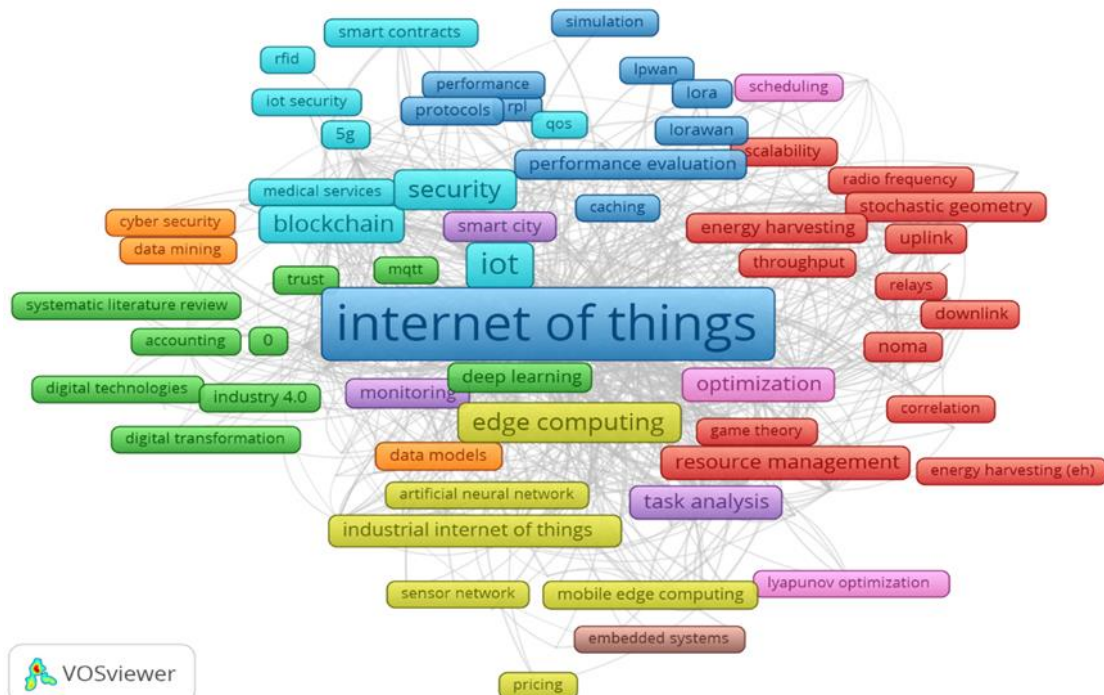 simulation
smart contracts
rfid
lpwan
performance
scheduling
lora
iot security
protocols
rpl
qos
5g
lorawan
scalability
performance evaluation
radio frequency
medical services
security
caching
stochastic geometry
cyber security
blockchain
smart city
energy harvesting
uplink
data mining
iot
throughput
mqtt
trust
relays
systematic literature review
downlink
internet of things
accounting
0
noma
deep learning
optimization
digital technologies
industry 4.0
monitoring
correlation
edge computing
game theory
digital transformation
data models
resource management
energy harvesting (eh)
artificial neural network
task analysis
industrial internet of things
lyapunov optimization
sensor network
mobile edge computing
embedded systems
VOSviewer
pricing